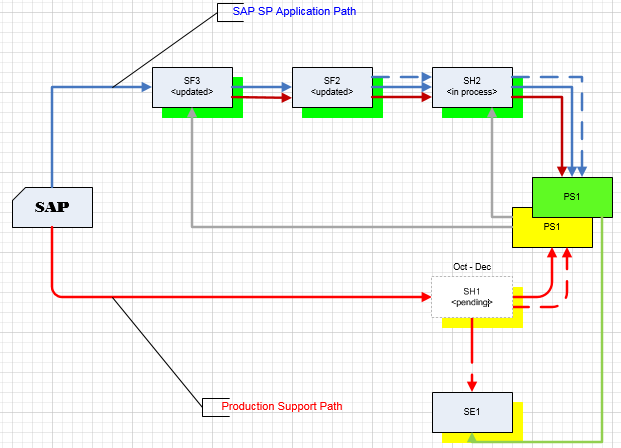 SAP SP Application Path
SF3
<updated>
SF2
<updated>
SH2
<in process>
SAP
PS1
PS1
Oct - Dec
SH1
<pending>
Production Support Path
SE1